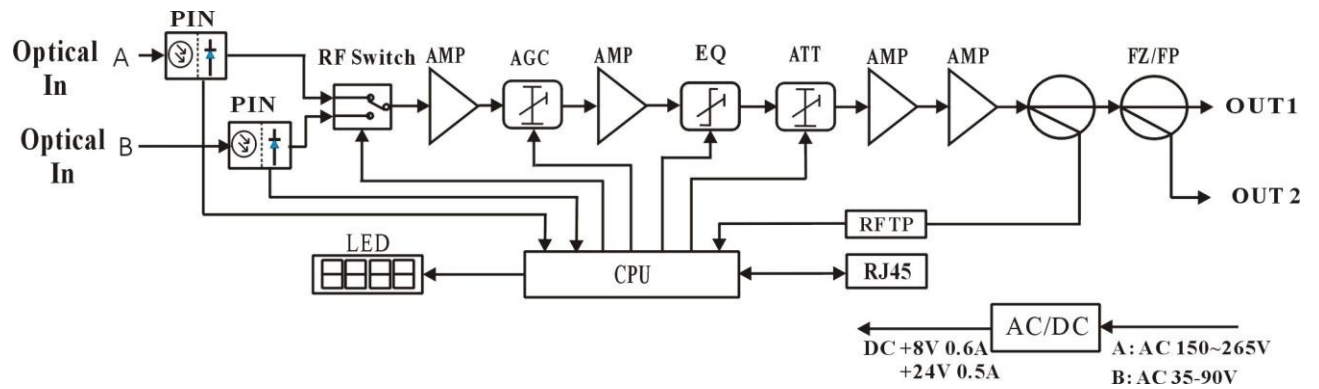 PIN
Optical A
In
RF Switch
AMP
AGC
AMP
EQ
ATT
AMP
AMP
FZ/FP
OUT1
PIN
Optical B
In
OUT 2
RFTP
LED
CPU
RJ45
AC/DC
DC +8V 0.6A
+24V 0.5A
A: AC 150~265V
B: AC 35-90V